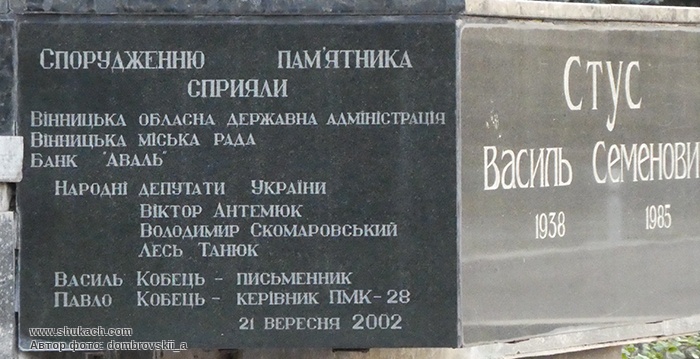 Спорудженню пам'ятника
сприяли
Вінницька обласна державна адміністрація
Вінницька міська рада
Банк "Аваль"
Народні депутати України
Віктор Антемюк
Володимир Скомаровський
Лесь Танюк
Василь Кобець - письменник
Павло Кобець - керівник ПМК-28
21 вересня 2002
Стус
Василь Семенови
1938 1985
www.shukach.com
Автор фото: dombrovskii_a